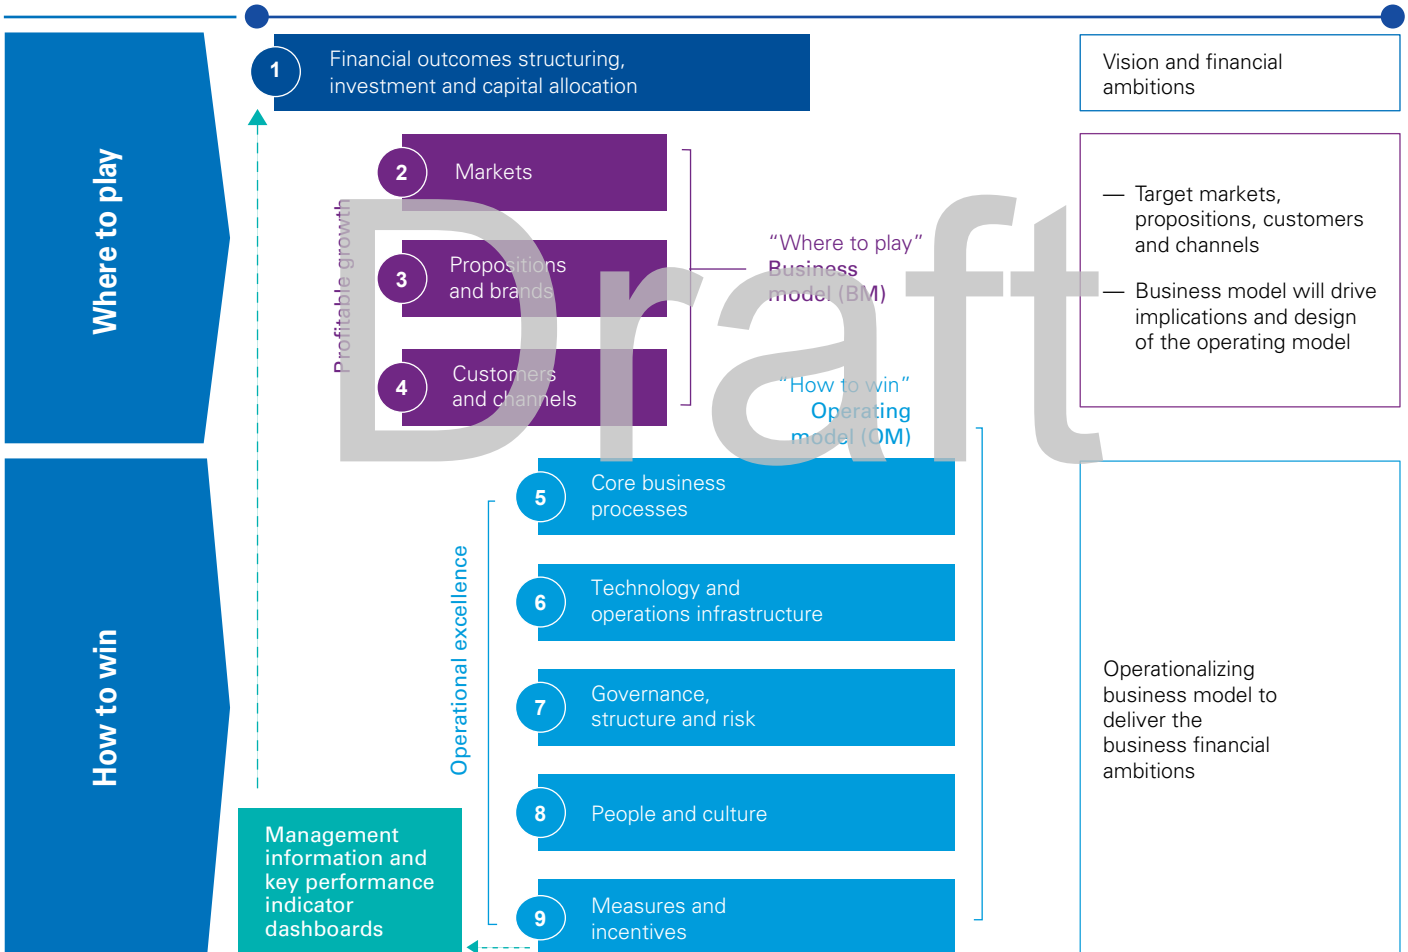 Where to play
1
Financial outcomes structuring,
investment and capital allocation
Vision and financial
ambitions
Profitable growth
2
Markets
3
Propositions
and brands
4
Customers
and channels
“Where to play”
Business
model (BM)
— Target markets,
propositions, customers
and channels
— Business model will drive
implications and design
of the operating model
“How to win”
Operating
model (OM)
Draft
How to win
Operational excellence
5
Core business
processes
6
Technology and
operations infrastructure
7
Governance,
structure and risk
8
People and culture
9
Measures and
incentives
Operationalizing
business model to
deliver the
business financial
ambitions
Management
information and
key performance
indicator
dashboards